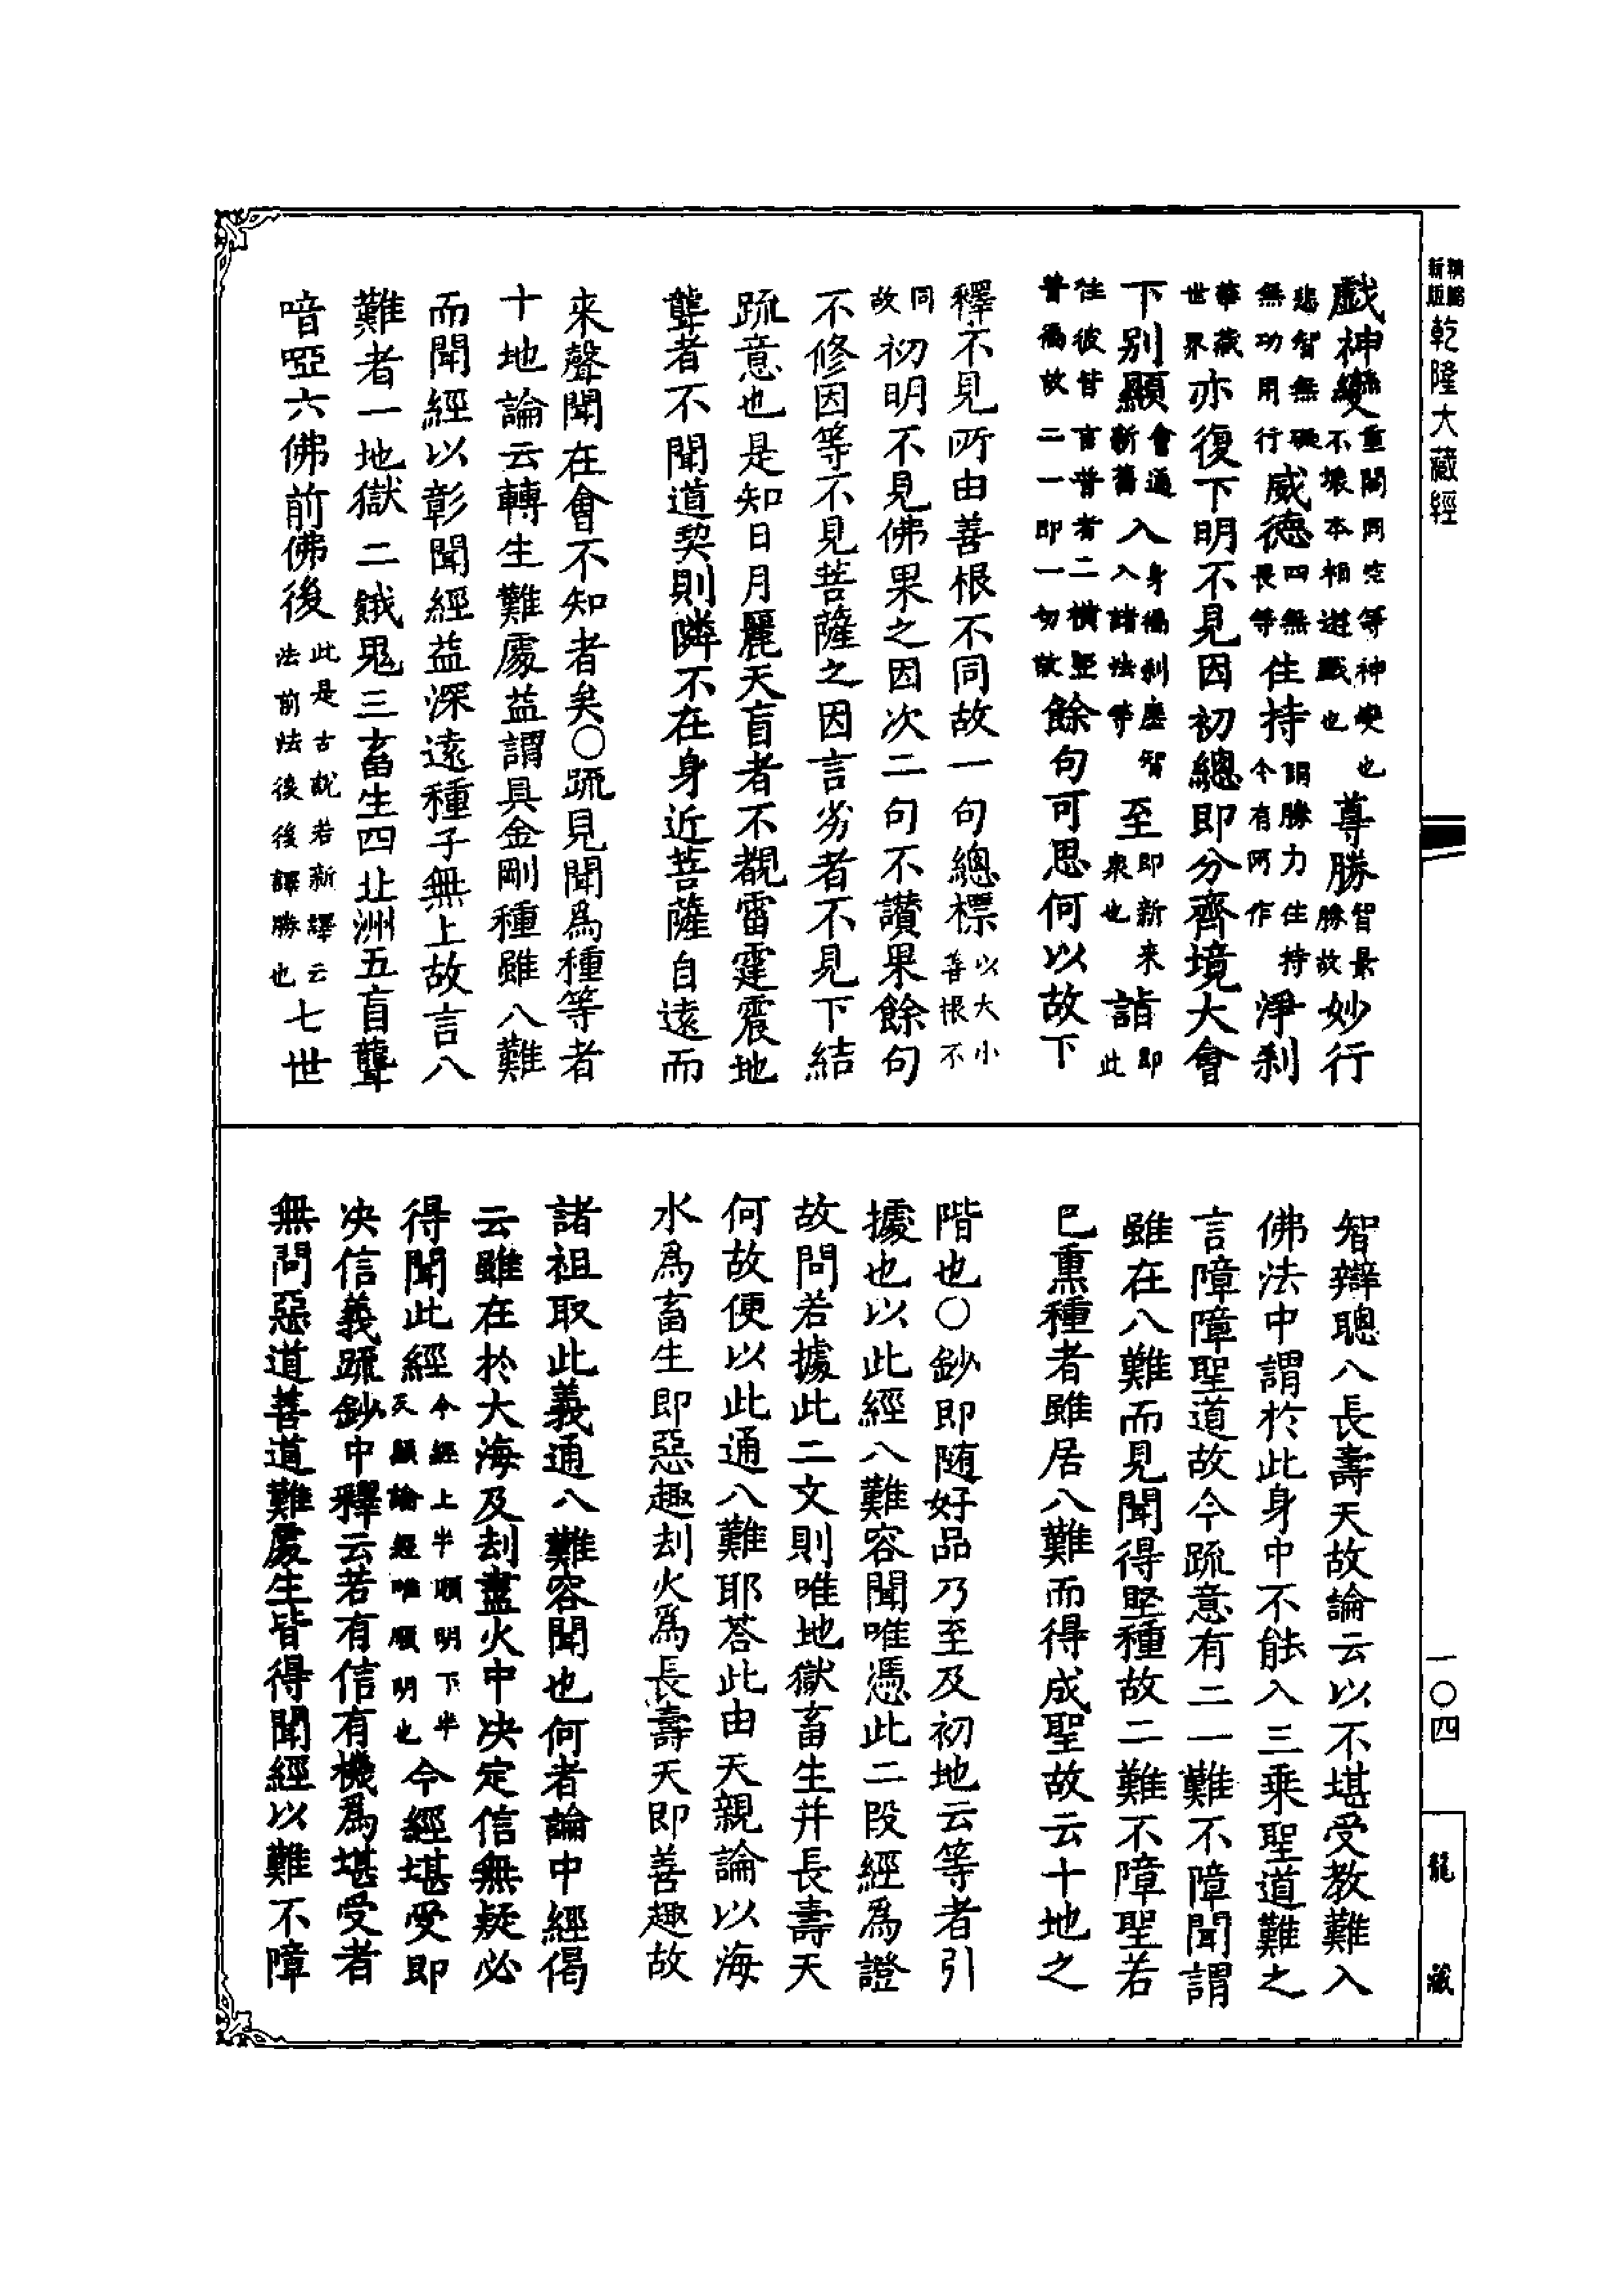 精縮新版乾隆大藏經
戲神變無重關同空等神變也不壞本相遊戲也尊勝智最勝故妙行
悲智無礙無功用行威德四無畏等住持謂勝力住持今有所作淨刹
華藏世界亦復下明不見因初總即分齊境大會
下别顯會通新舊入身徧刹塵智入諸法等至即新来衆也詣即此
往彼皆言普者二橫竪普徧故二一即一切故餘句可思何以故下
釋不見所由善根不同故一句總標以大小善根不
同故初明不見佛果之因次二句不讚果餘句
不修因等不見菩薩之因言劣者不見下結
疏意也是知日月麗天盲者不覩雷霆震地
聾者不聞道契則隣不在身近菩薩自遠而
來聲聞在會不知者矣〇疏見聞爲種等者
十地論云轉生難處益謂具金剛種雖八難
而聞經以彰聞經益深遠種子無上故言八
難者一地獄二餓鬼三畜生四北洲五盲聾
喑啞六佛前佛後此是古說若新譯云法前法後後譯勝也七世
智辯聰八長壽天故論云以不堪受教難入
佛法中謂於此身中不能入三乘聖道難之
言障障聖道故今疏意有二一難不障聞謂
雖在八難而見聞得堅種故二難不障聖若
巳熏種者雖居八難而得成聖故云十地之
階也〇鈔即随好品乃至及初地云等者引
據也以此經八難容聞唯憑此二段經爲證
故問若據此二文則唯地獄畜生并長壽天
何故便以此通八難耶荅此由天親論以海
水爲畜生即惡趣刦火爲長壽天即善趣故
諸祖取此義通八難容聞也何者論中經偈
云雖在於大海及刦盡火中決定信無疑必
得聞此經今經上半順明下半反顯論經唯順明也今經堪受即
決信義疏鈔中釋云若有信有機爲堪受者
無問惡道善道難處生皆得聞經以難不障
一〇四
龍藏